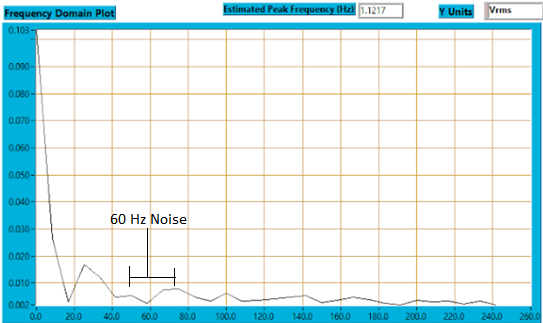 Frequency Domain Plot
Estimated Peak Frequency (Hz) 1.1217
Y Units Vrms
0.103
0.090
0.080
0.070
0.060
0.050
0.040
0.030
0.020
0.010
0.002
60 Hz Noise
0.0 20.0 40.0 60.0 80.0 100.0 120.0 140.0 160.0 180.0 200.0 220.0 240.0 260.0